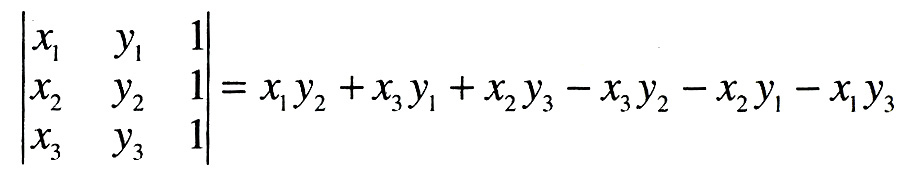 |x₁ y₁ 1|
|x₂ y₂ 1| = x₁y₂ + x₃y₁ + x₂y₃ − x₃y₂ − x₂y₁ − x₁y₃
|x₃ y₃ 1|